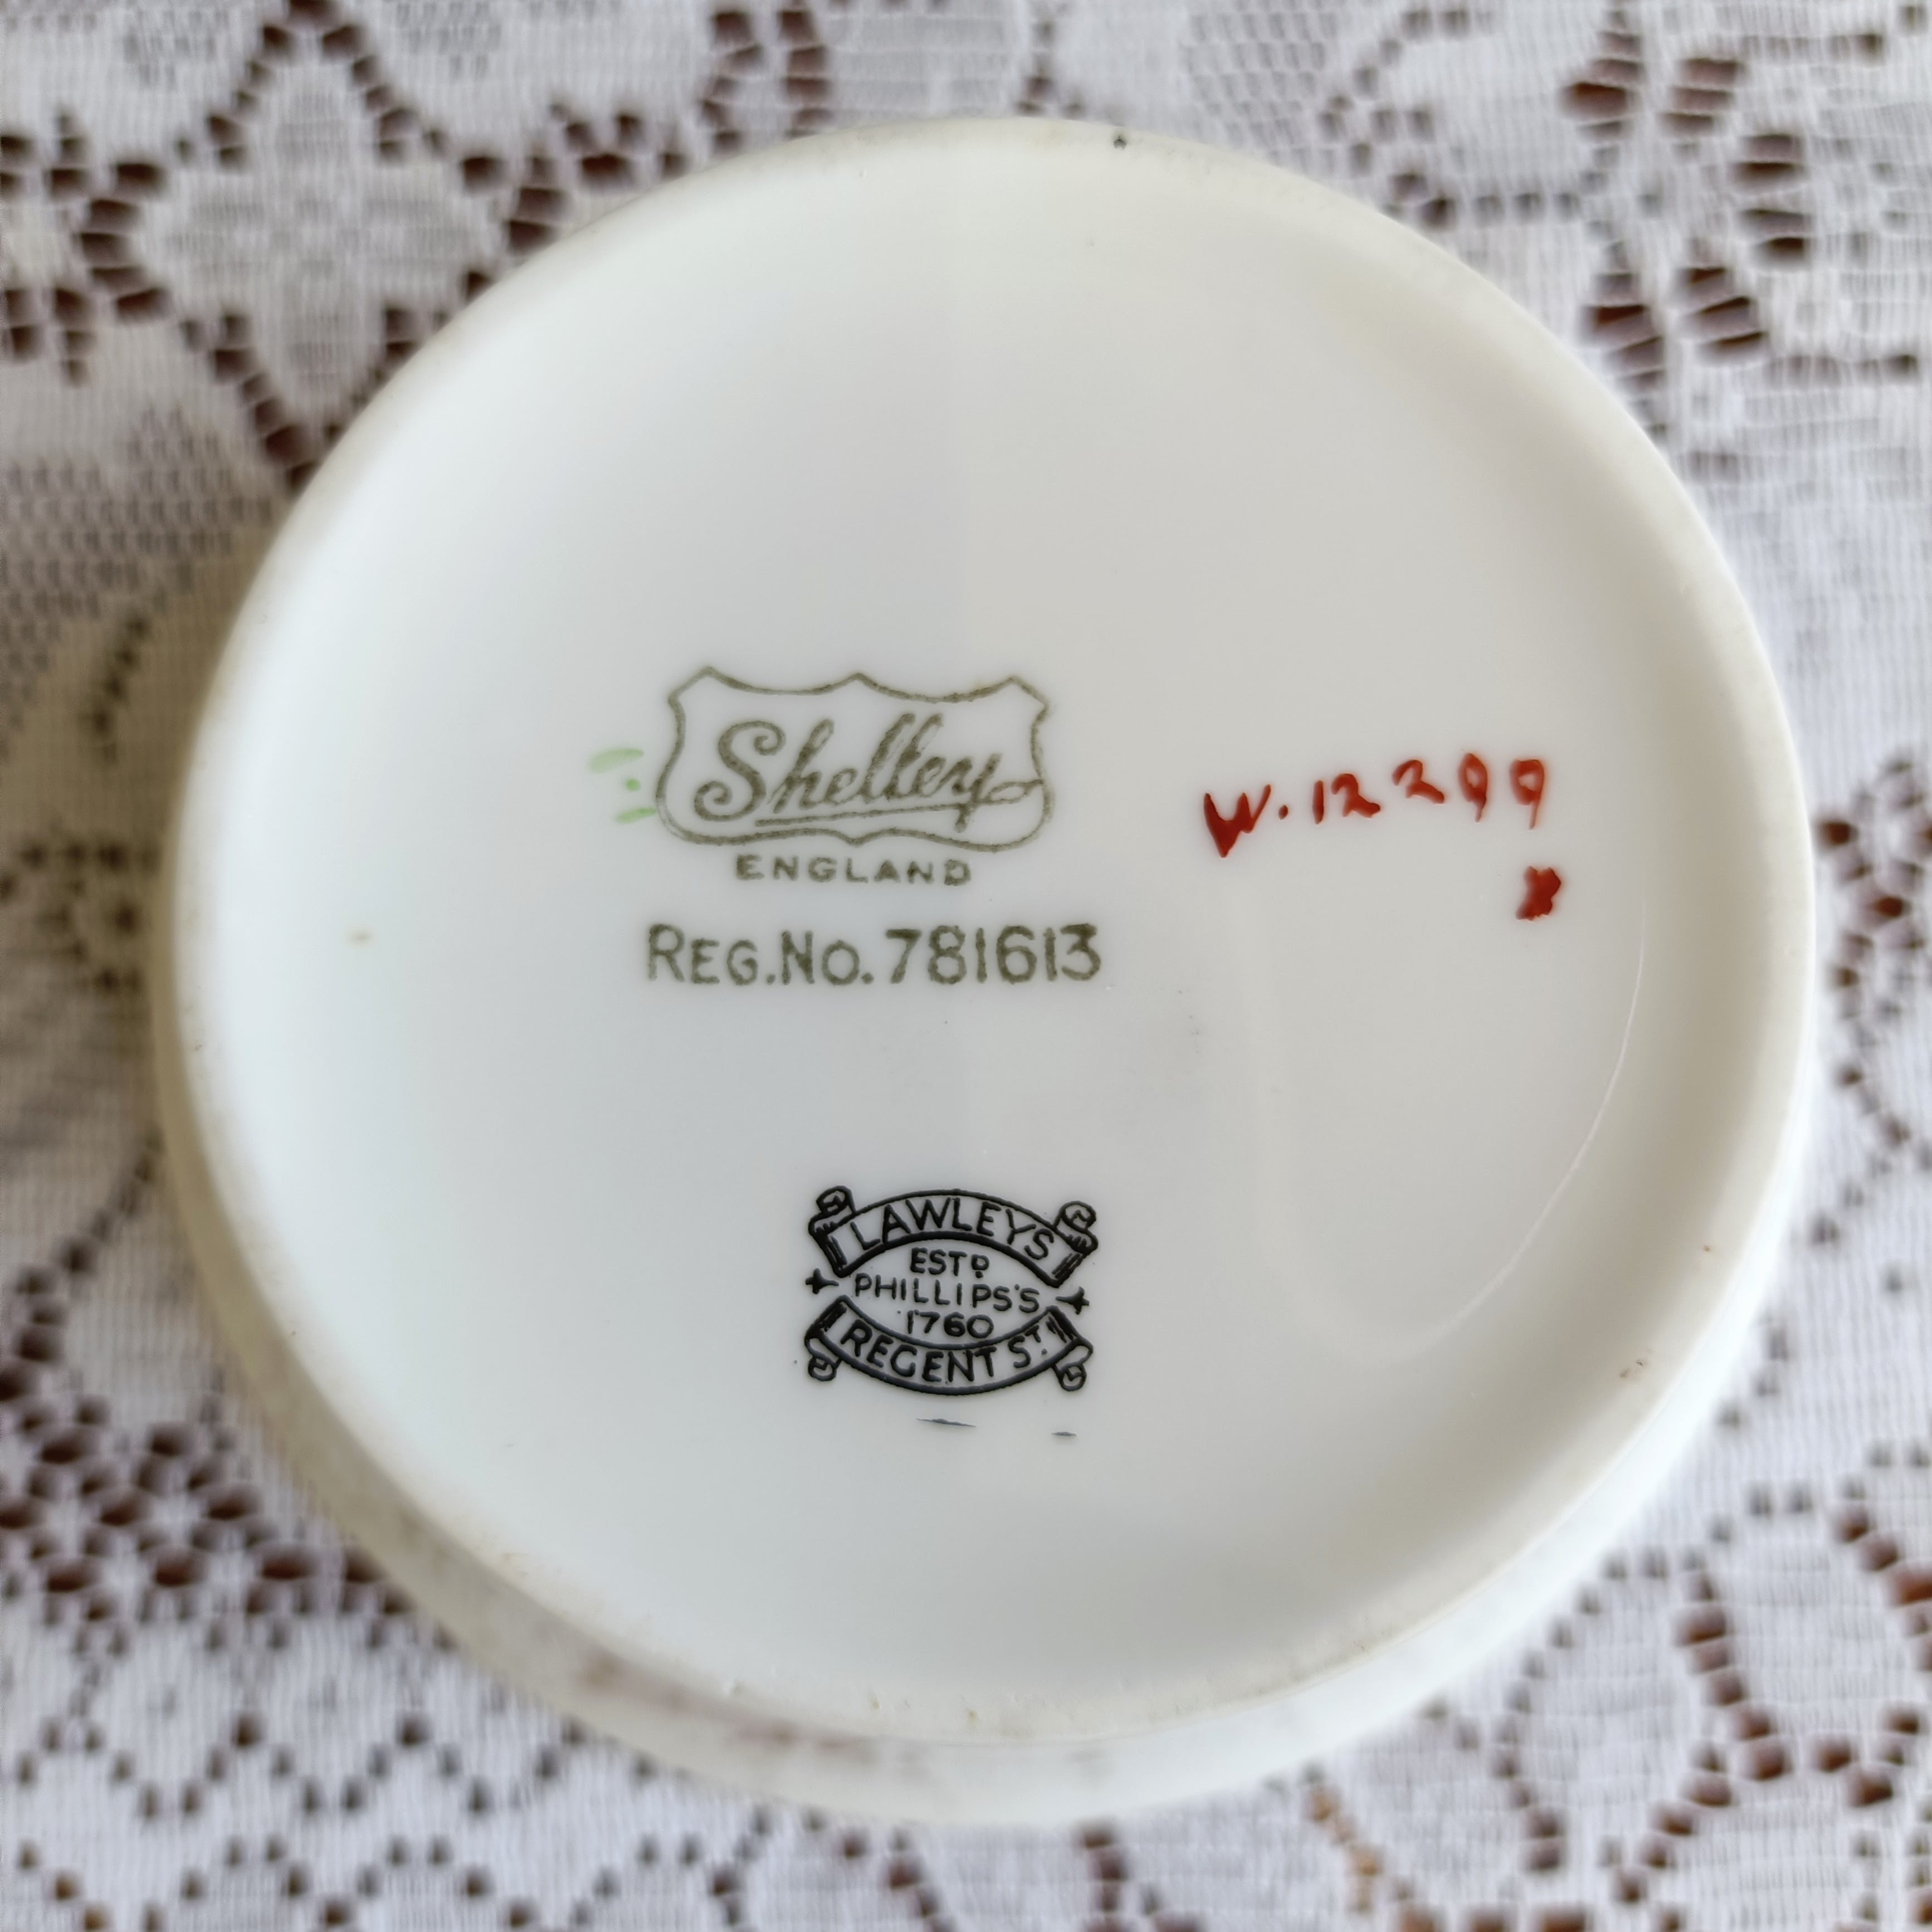 Shelley
ENGLAND
REG.NO.781613
W.12299
LAWLEYS
ESTD
PHILLIPS'S
1760
REGENT ST.